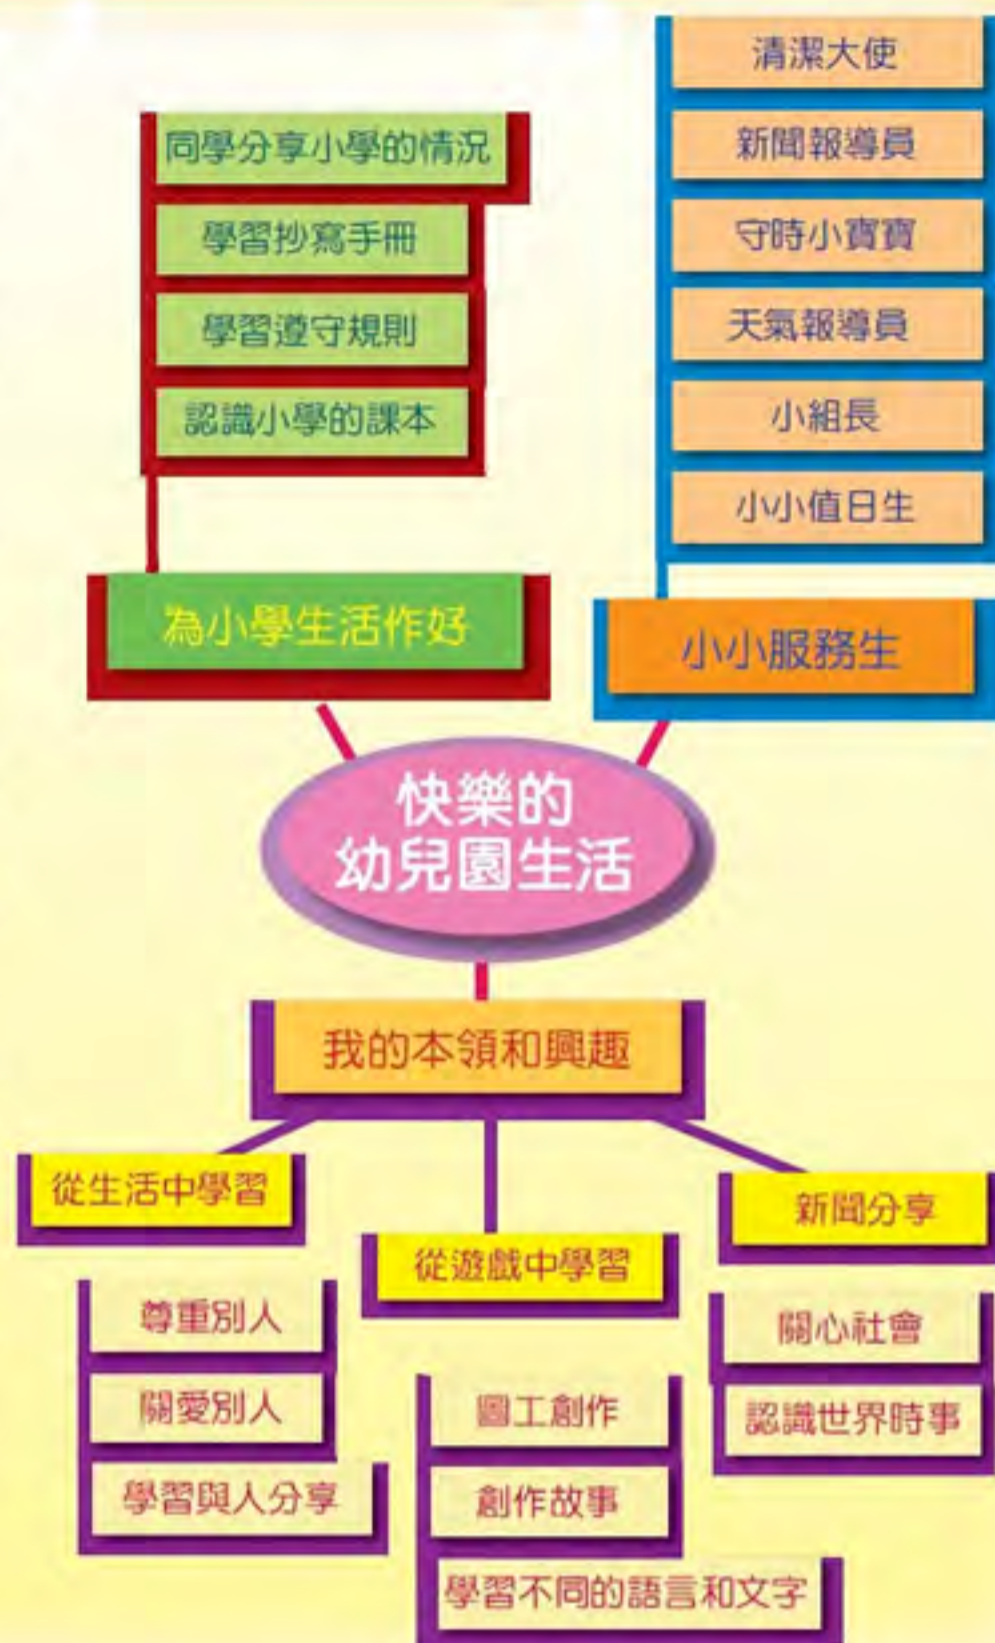 同學分享小學的情況
學習抄寫手冊
學習遵守規則
認識小學的課本
為小學生活作好
清潔大使
新聞報導員
守時小寶寶
天氣報導員
小組長
小小值日生
小小服務生
快樂的
幼兒園生活
我的本領和興趣
從生活中學習
尊重別人
關愛別人
學習與人分享
從遊戲中學習
圖工創作
創作故事
學習不同的語言和文字
新聞分享
關心社會
認識世界時事